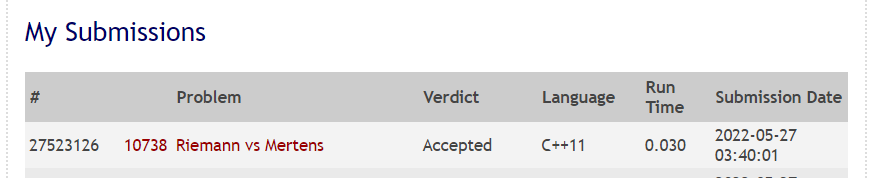 My Submissions
# Problem Verdict Language Run Time Submission Date
27523126 10738 Riemann vs Mertens Accepted C++11 0.030 2022-05-27 03:40:01